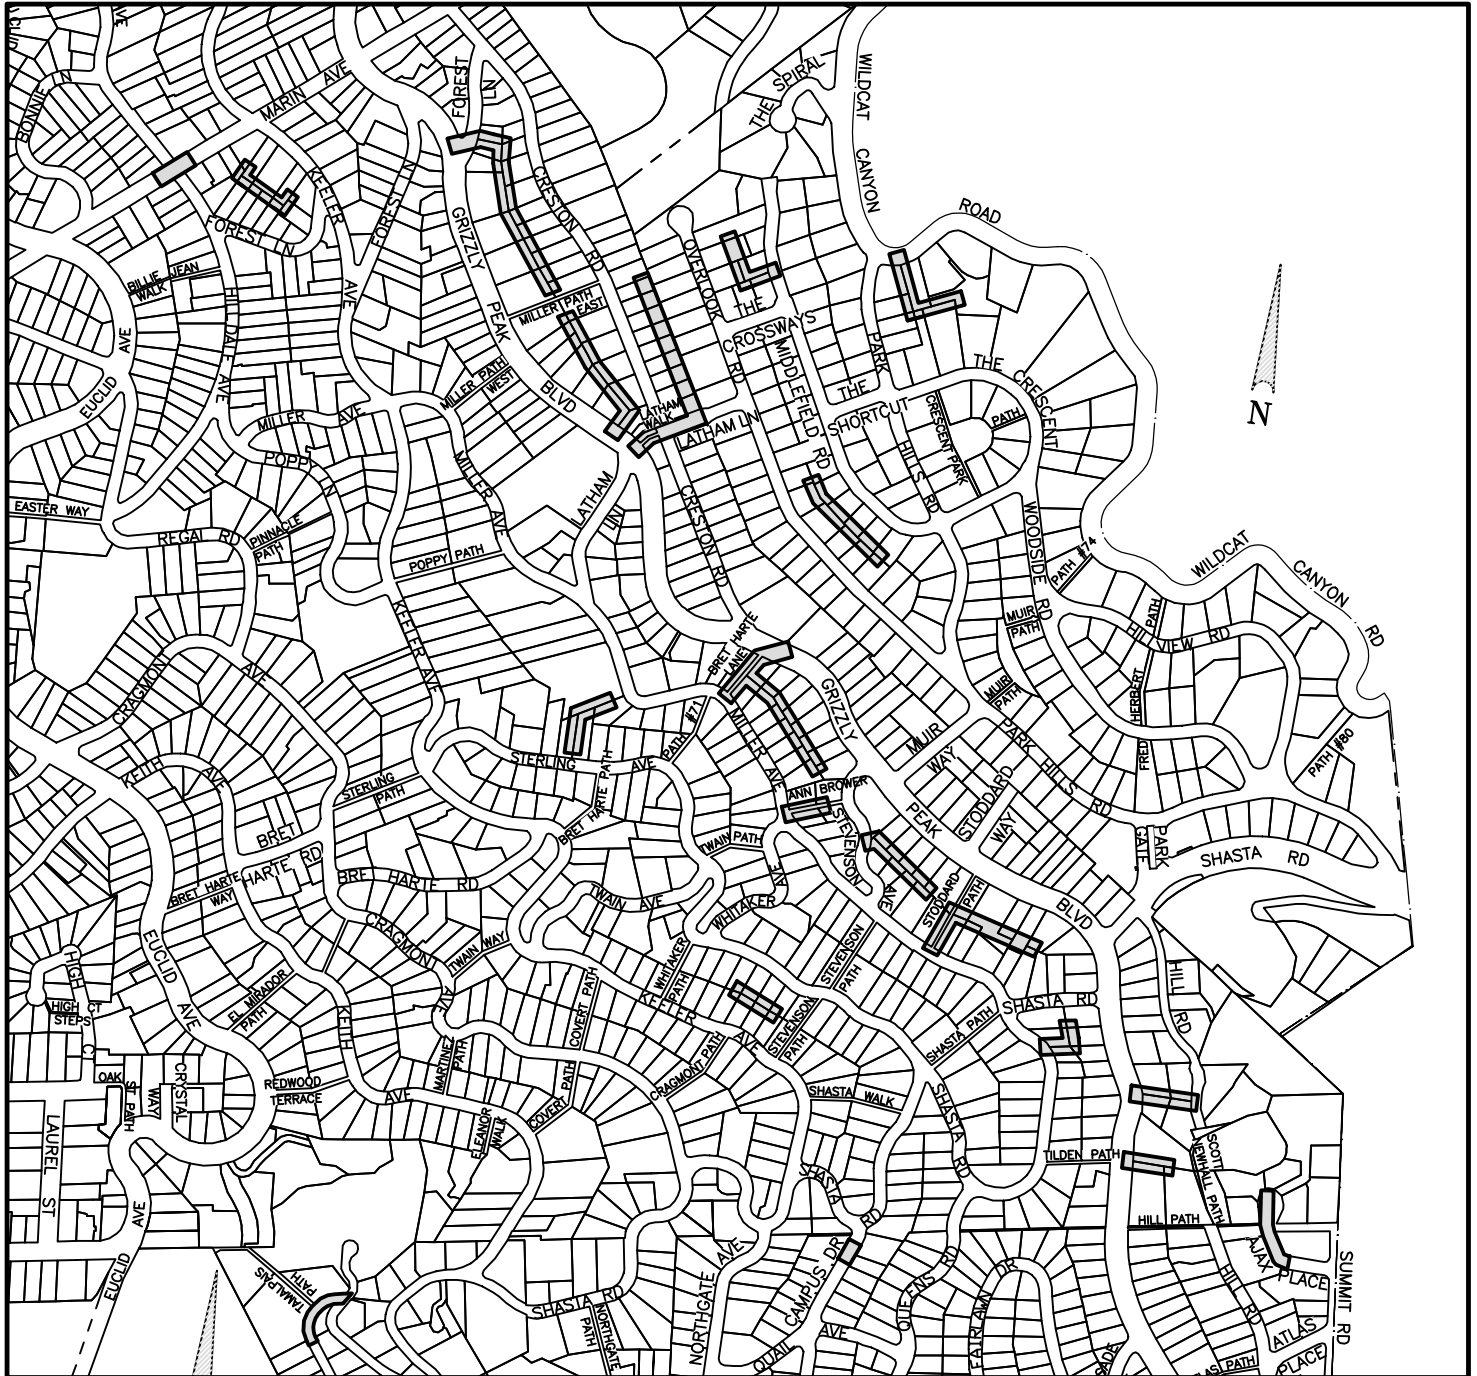 AVE
BONNIE LN
MARIN AVE
FOREST
LN
THE SPIRAL
WILDCAT
CANYON
ROAD
KEELER
AVE
FOREST LN
FOREST LN
CRESTON
RD
GRIZZLY
PEAK
BLVD
OVERLOOK
RD
BILLIE JEAN
WALK
HILLDALE AVE
EUCLID
AVE
MILLER PATH
EAST
THE
CROSSWAYS
MIDDLEFIELD
RD
PARK
HILLS
RD
THE
SHORTCUT
THE CRESCENT
CRESCENT PARK
PATH
N
MILLER PATH
WEST
LATHAM
WALK
LATHAM LN
MILLER AVE
POPPY LN
EASTER WAY
REGAL RD
PINNACLE
PATH
MILLER AVE
LATHAM
LN
CRESTON RD
POPPY PATH
WOODSIDE RD
PATH #74
WILDCAT
CANYON
RD
MUIR
PATH
PATH
HILL VIEW RD
KEELER AVE
BRET HARTE
LANE
CRAGMONT
AVE
#71
PATH
GRIZZLY
PEAK
BLVD
MUIR
PATH
FRED HERBERT
MUIR
WAY
PARK HILLS RD
PATH #80
KEITH
AVE
STERLING
PATH
STERLING AVE
BRET HARTE PATH
MILLER AVE
ANN BROWER
STODDARD
WAY
PARK
GATE
SHASTA RD
BRET
HARTE RD
BRET HARTE
WAY
BRET HARTE RD
TWAIN PATH
STEVENSON
AVE
AVE
TWAIN AVE
WHITAKER
STODDARD
PATH
CRAGMONT
AVE
TWAIN WAY
WHITAKER
PATH
STEVENSON
PATH
HIGH
CT
HIGH CT
STEPS
EUCLID
AVE
EL MIRADOR
PATH
KEITH
AVE
COVERT PATH
KEELER
AVE
STEVENSON
PATH
SHASTA RD
SHASTA PATH
HILL
RD
OAK
ST PATH
CRYSTAL
WAY
REDWOOD
TERRACE
MARTINEZ
PATH
ELEANOR
WALK
COVERT PATH
CRAGMONT PATH
SHASTA WALK
SHASTA RD
LAUREL ST
TILDEN PATH
SCOTT
NEWHALL PATH
SHASTA
RD
HILL PATH
EUCLID AVE
TAMALPAIS
PATH
SHASTA RD
NORTHGATE
PATH
NORTHGATE AVE
CAMPUS DR
QUAIL
AVE
QUEENS RD
FAIRLAWN
DR
AJAX PLACE
HILL RD
SUMMIT RD
ATLAS
PLACE